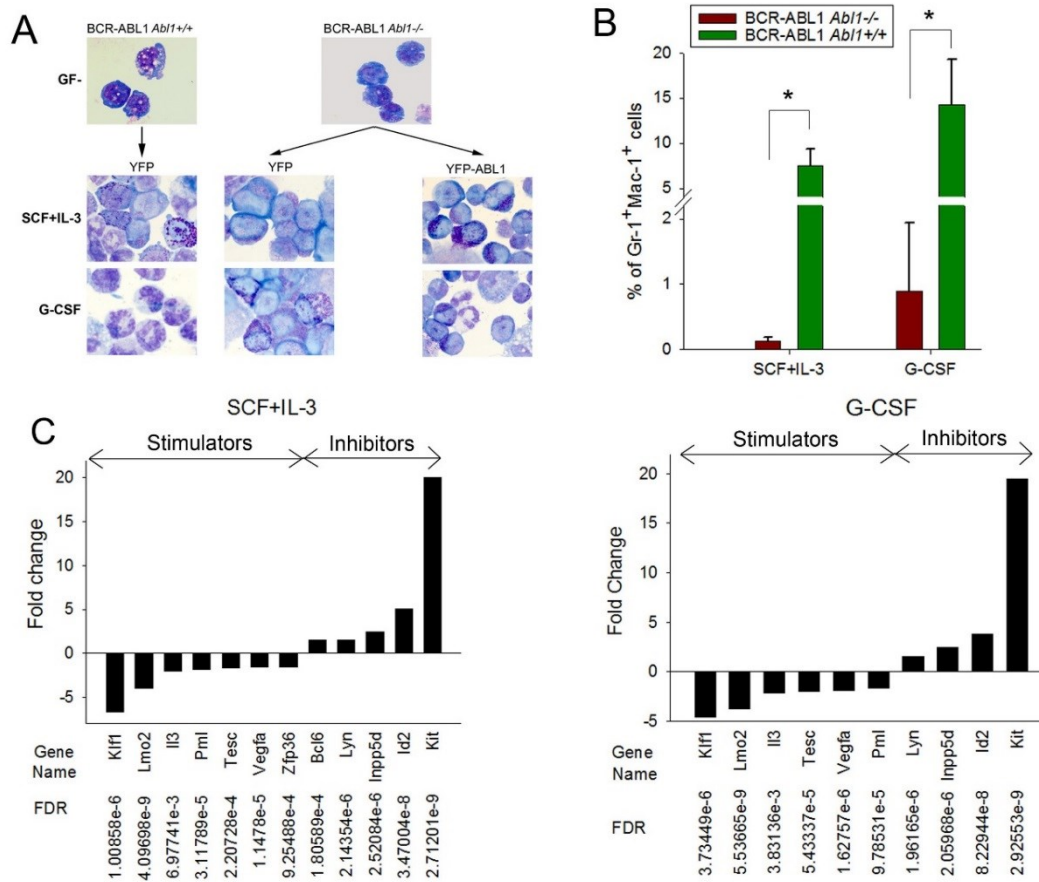 A
BCR-ABL1 Abl1+/+
BCR-ABL1 Abl1-/-
GF-
YFP
YFP
YFP-ABL1
SCF+IL-3
G-CSF
B
BCR-ABL1 Abl1-/-
BCR-ABL1 Abl1+/+
% of Gr-1+Mac-1+ cells
20
15
10
5
2
1
0
*
*
SCF+IL-3
G-CSF
C
SCF+IL-3
Stimulators
Inhibitors
Fold change
20
15
10
5
0
-5
Gene Name
Klf1
Lmo2
Il3
Pml
Tesc
Vegfa
Zfp36
Bcl6
Lyn
Inpp5d
Id2
Kit
FDR
1.00858e-6
4.09698e-9
6.97741e-3
3.11789e-5
2.20728e-4
1.1478e-5
9.25488e-4
1.80589e-4
2.14354e-6
2.52084e-6
3.47004e-8
2.71201e-9
G-CSF
Stimulators
Inhibitors
Fold Change
20
15
10
5
0
-5
Gene Name
Klf1
Lmo2
Il3
Tesc
Vegfa
Pml
Lyn
Inpp5d
Id2
Kit
FDR
3.73449e-6
5.53665e-9
3.83136e-3
5.43337e-5
1.62757e-6
9.78531e-5
1.96165e-6
2.05968e-6
8.22944e-8
2.92553e-9